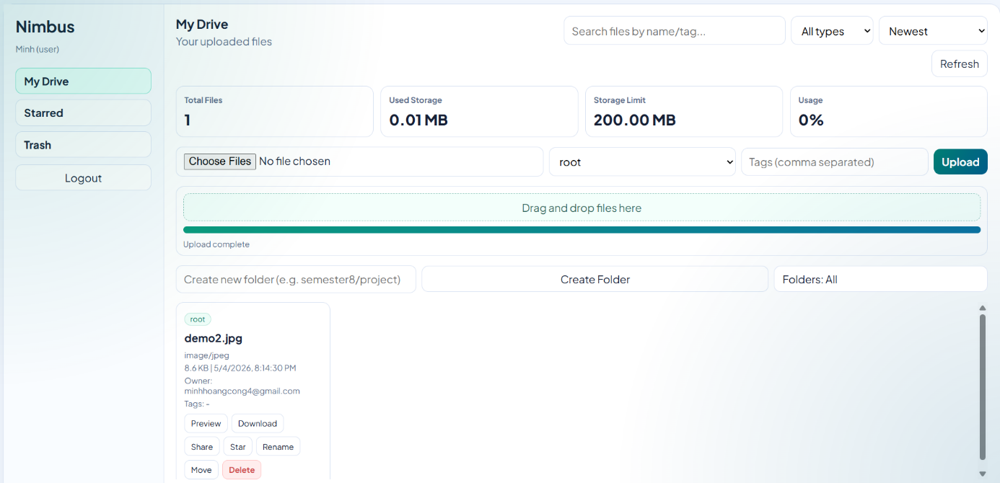 Nimbus
Minh (user)
My Drive
Starred
Trash
Logout
My Drive
Your uploaded files
Search files by name/tag...
All types
Newest
Refresh
Total Files
1
Used Storage
0.01 MB
Storage Limit
200.00 MB
Usage
0%
Choose Files No file chosen
root
Tags (comma separated)
Upload
Drag and drop files here
Upload complete
Create new folder (e.g. semester8/project)
Create Folder
Folders: All
root
demo2.jpg
image/jpeg
8.6 KB | 5/4/2026, 8:14:30 PM
Owner:
minhhoangcong4@gmail.com
Tags: -
Preview
Download
Share
Star
Rename
Move
Delete